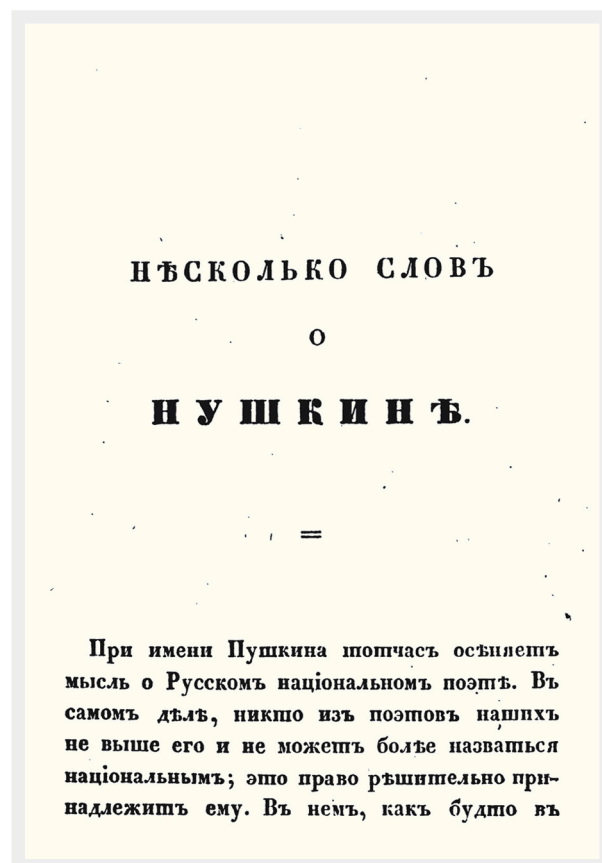 НѢСКОЛЬКО СЛОВЪ
О
ПУШКИНѢ.
При имени Пушкина тотчасъ осѣняетъ
мысль о Русскомъ національномъ поэтѣ. Въ
самомъ дѣлѣ, никто изъ поэтовъ нашихъ
не выше его и не можетъ болѣе назваться
національнымъ; это право рѣшительно при-
надлежитъ ему. Въ немъ, какъ будто въ